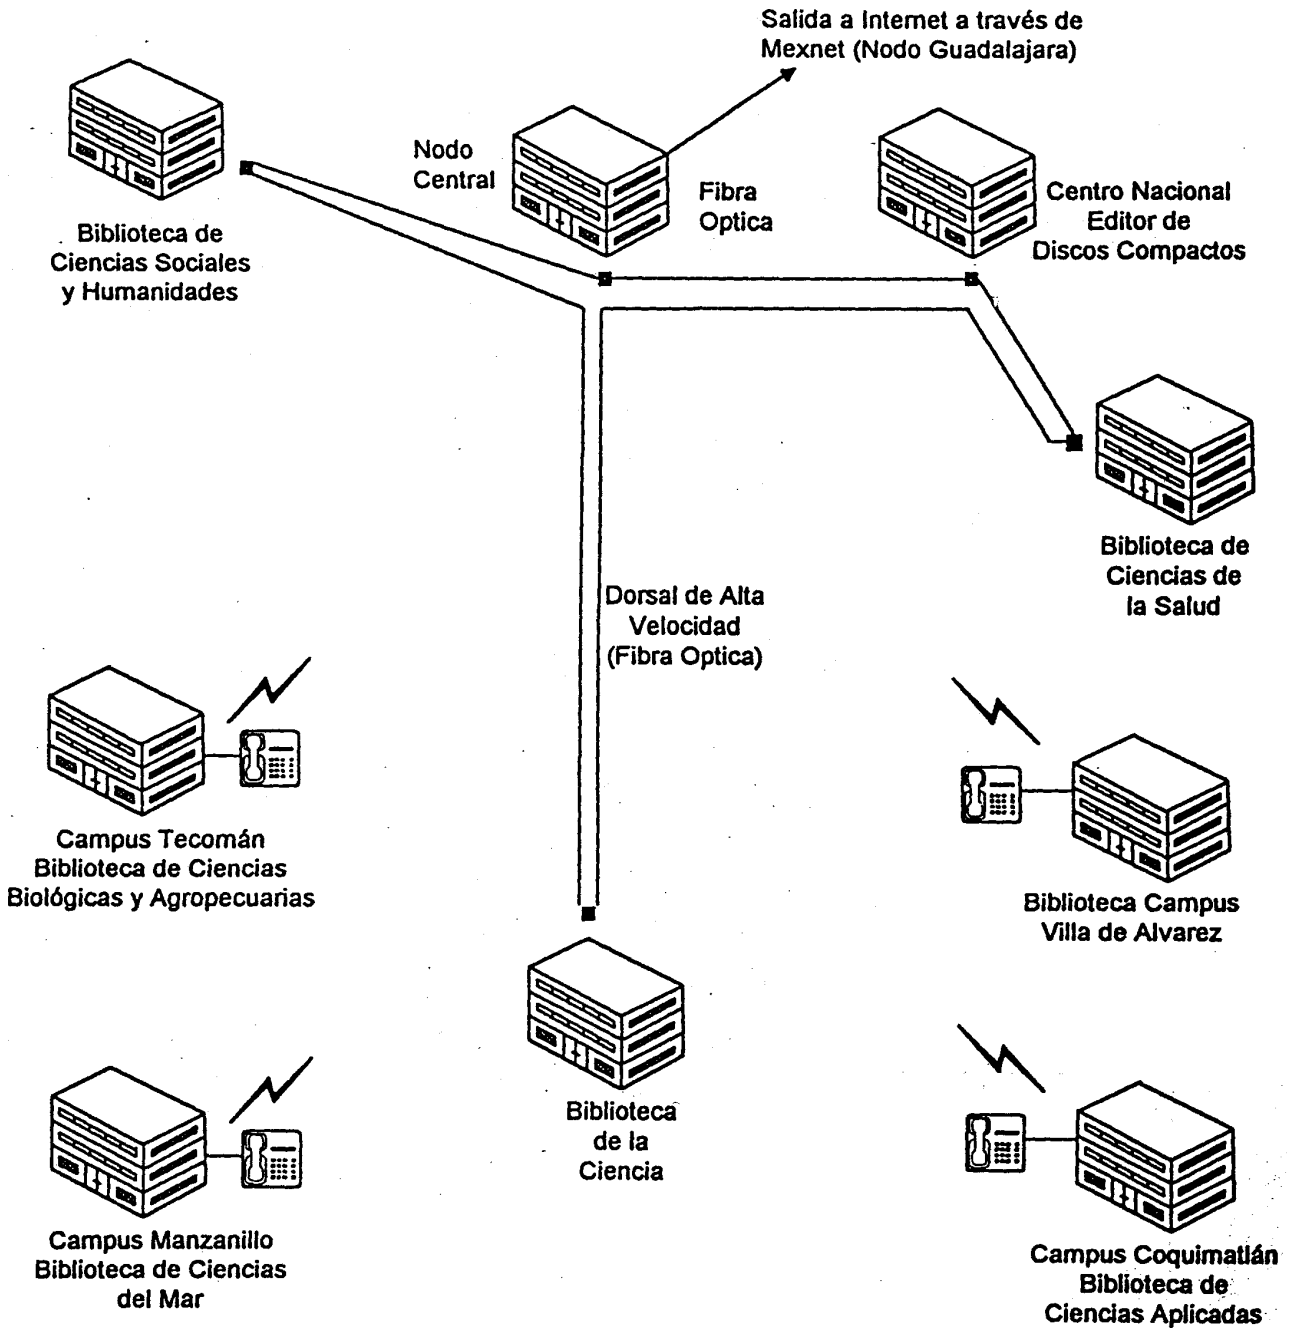 Salida a Internet a través de
Mexnet (Nodo Guadalajara)
Nodo
Central
Fibra
Optica
Centro Nacional
Editor de
Discos Compactos
Biblioteca de
Ciencias Sociales
y Humanidades
Biblioteca de
Ciencias de
la Salud
Dorsal de Alta
Velocidad
(Fibra Optica)
Campus Tecomán
Biblioteca de Ciencias
Biológicas y Agropecuarias
Biblioteca Campus
Villa de Alvarez
Biblioteca
de la
Ciencia
Campus Manzanillo
Biblioteca de Ciencias
del Mar
Campus Coquimatlán
Biblioteca de
Ciencias Aplicadas